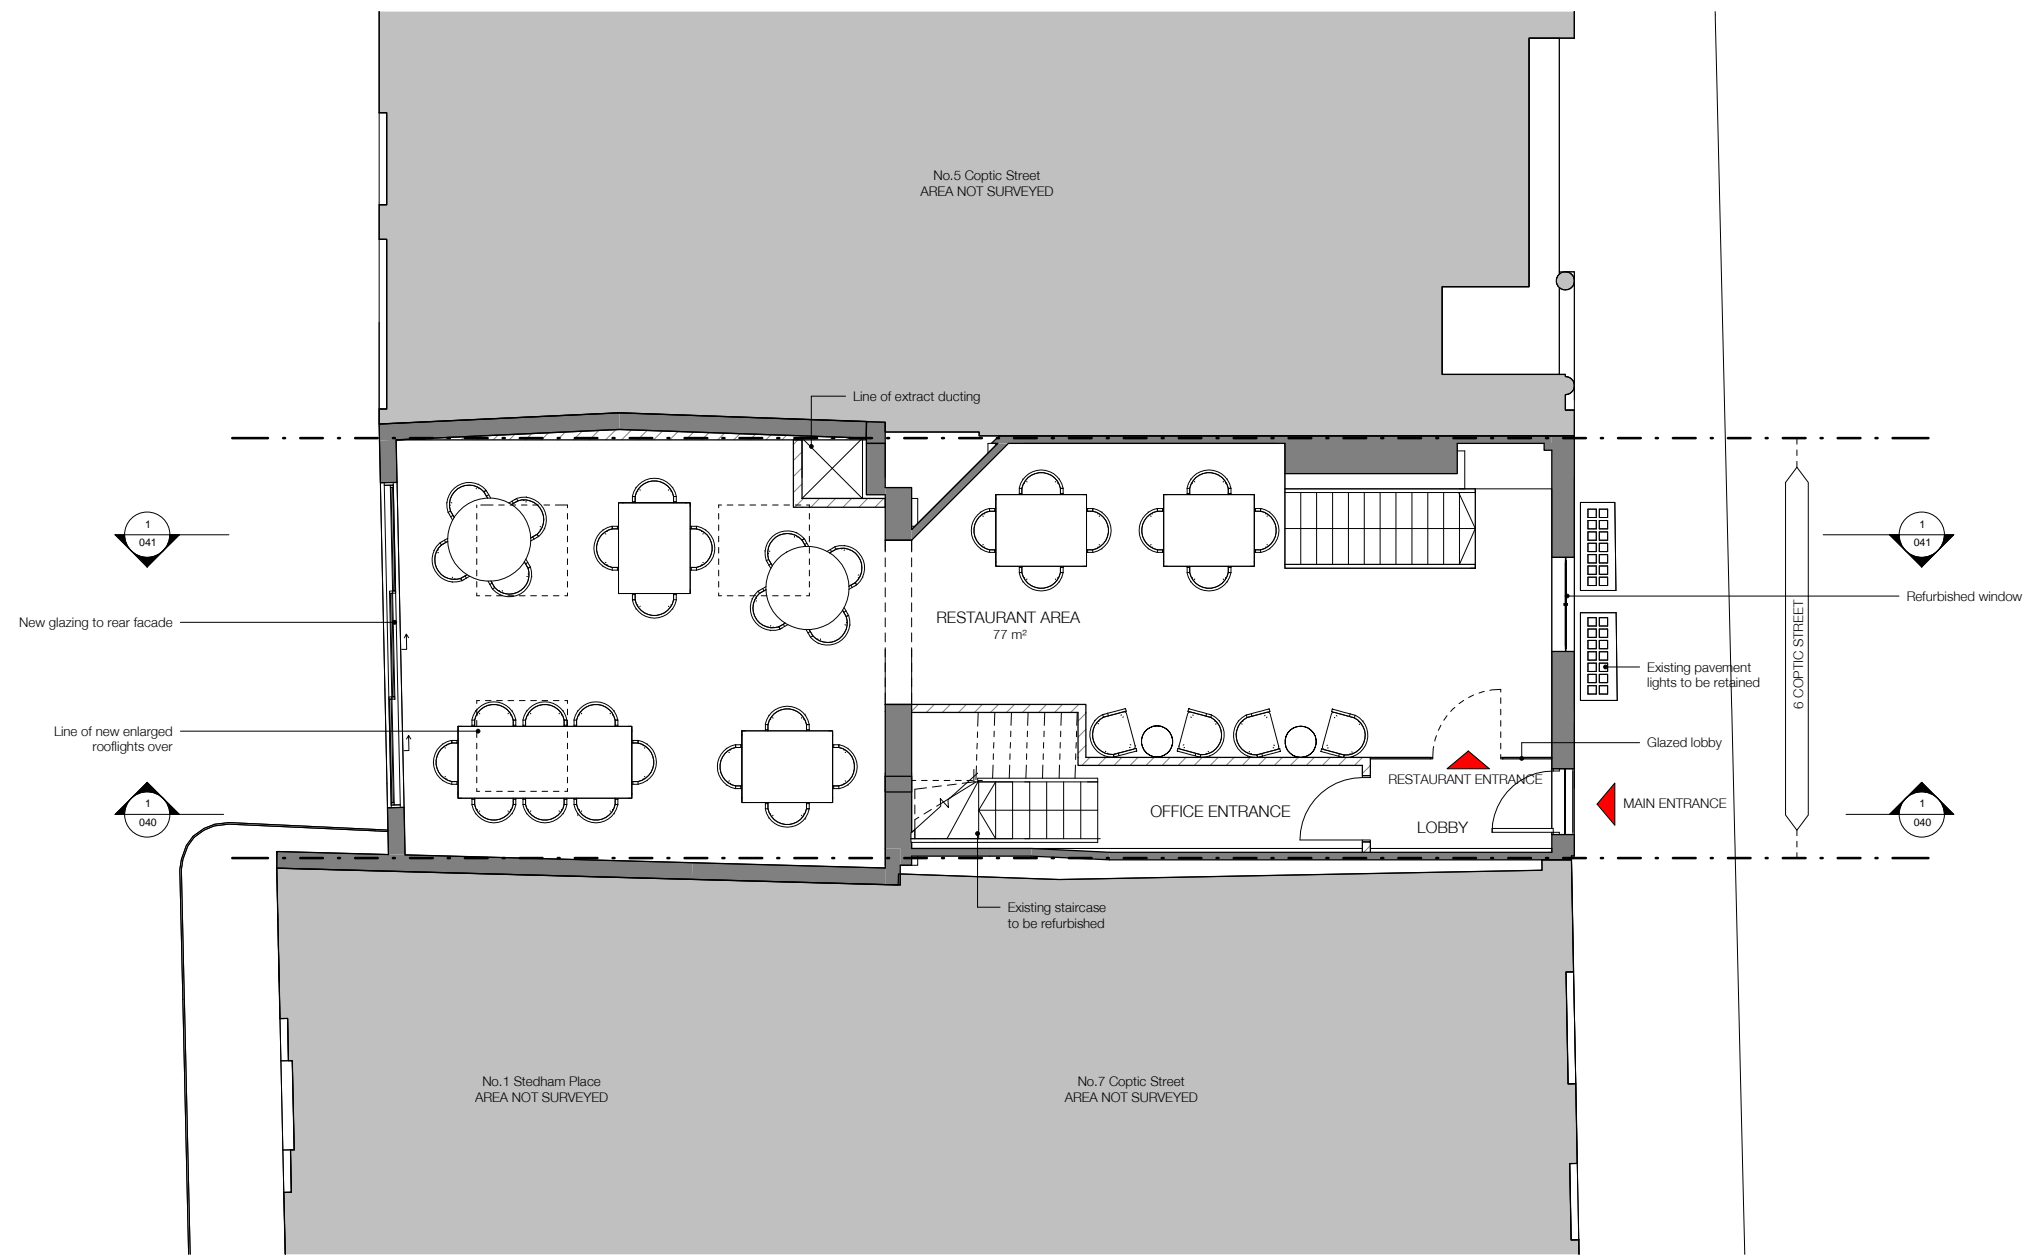 No.5 Coptic Street
AREA NOT SURVEYED
Line of extract ducting
1
041
1
041
New glazing to rear facade
Refurbished window
RESTAURANT AREA
77 m²
6 COPTIC STREET
Existing pavement
lights to be retained
Line of new enlarged
rooflights over
Glazed lobby
RESTAURANT ENTRANCE
MAIN ENTRANCE
OFFICE ENTRANCE
LOBBY
N
1
040
1
040
Existing staircase
to be refurbished
No.1 Stedham Place
AREA NOT SURVEYED
No.7 Coptic Street
AREA NOT SURVEYED